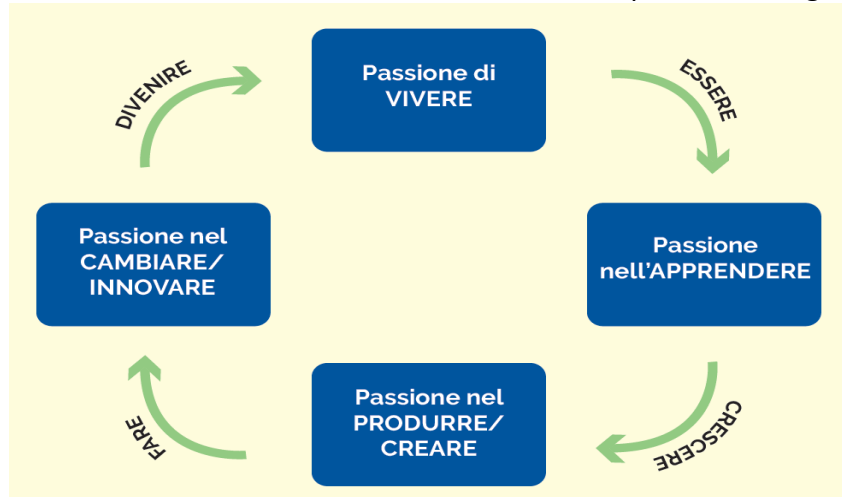 Passione di
VIVERE
ESSERE
Passione
nell'APPRENDERE
CRESCERE
Passione nel
PRODURRE/
CREARE
FARE
Passione nel
CAMBIARE/
INNOVARE
DIVENIRE